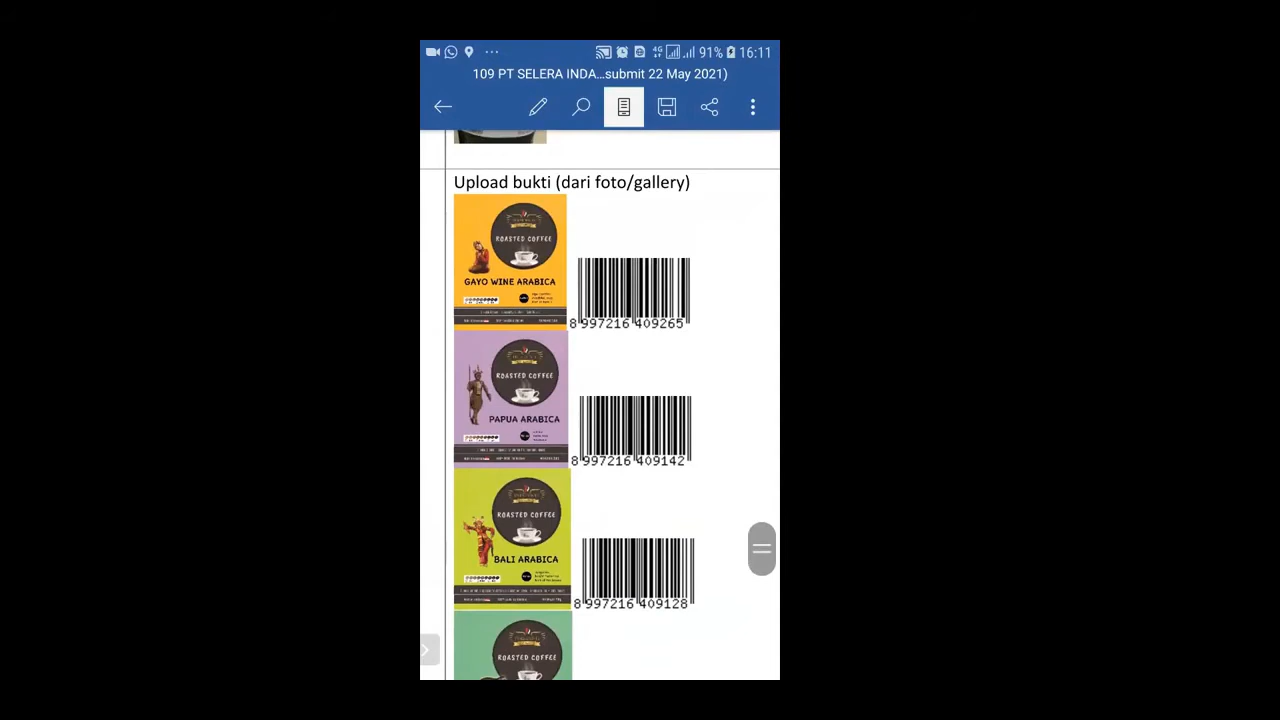 4G 91% 16:11
109 PT SELERA INDA...submit 22 May 2021)
Upload bukti (dari foto/gallery)
ROASTED COFFEE
GAYO WINE ARABICA
8 997216 409265
ROASTED COFFEE
PAPUA ARABICA
8 997216 409142
ROASTED COFFEE
BALI ARABICA
8 997216 409128
ROASTED COFFEE